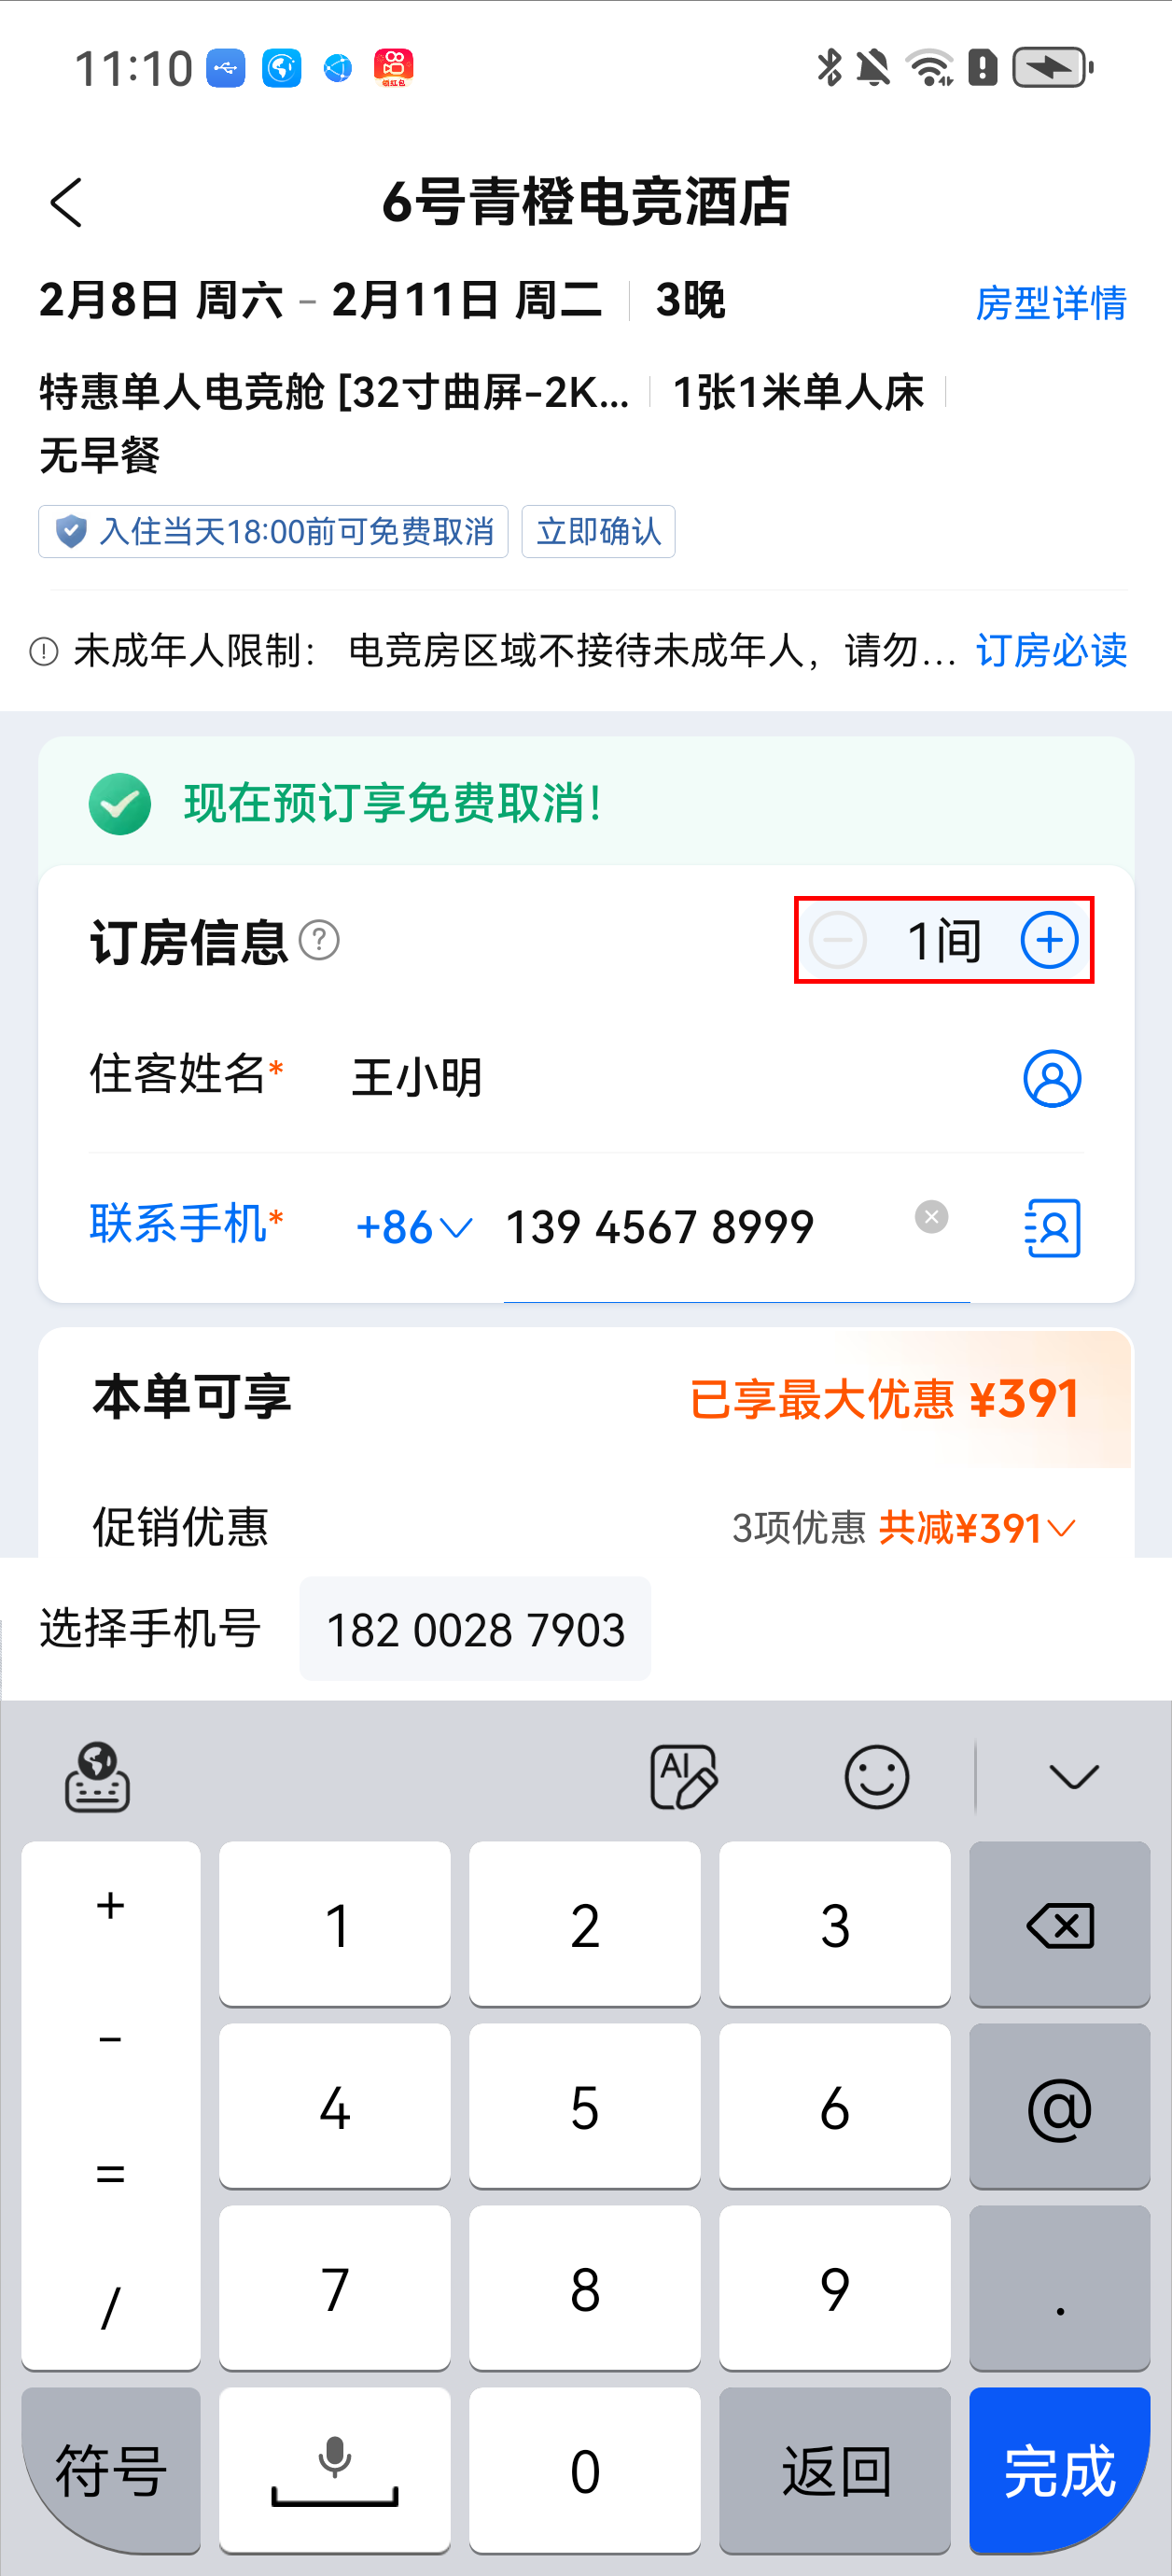 11:10
领红包
6号青橙电竞酒店
2月8日 周六 - 2月11日 周二 3晚 房型详情
特惠单人电竞舱 [32寸曲屏-2K... 1张1米单人床
无早餐
入住当天18:00前可免费取消 立即确认
未成年人限制： 电竞房区域不接待未成年人，请勿... 订房必读
现在预订享免费取消！
订房信息 ? - 1间 +
住客姓名* 王小明
联系手机* +86 139 4567 8999
本单可享 已享最大优惠 ¥391
促销优惠 3项优惠 共减¥391
选择手机号 182 0028 7903
AI
+ 1 2 3
- 4 5 6 @
= 7 8 9 .
/
符号 0 返回 完成